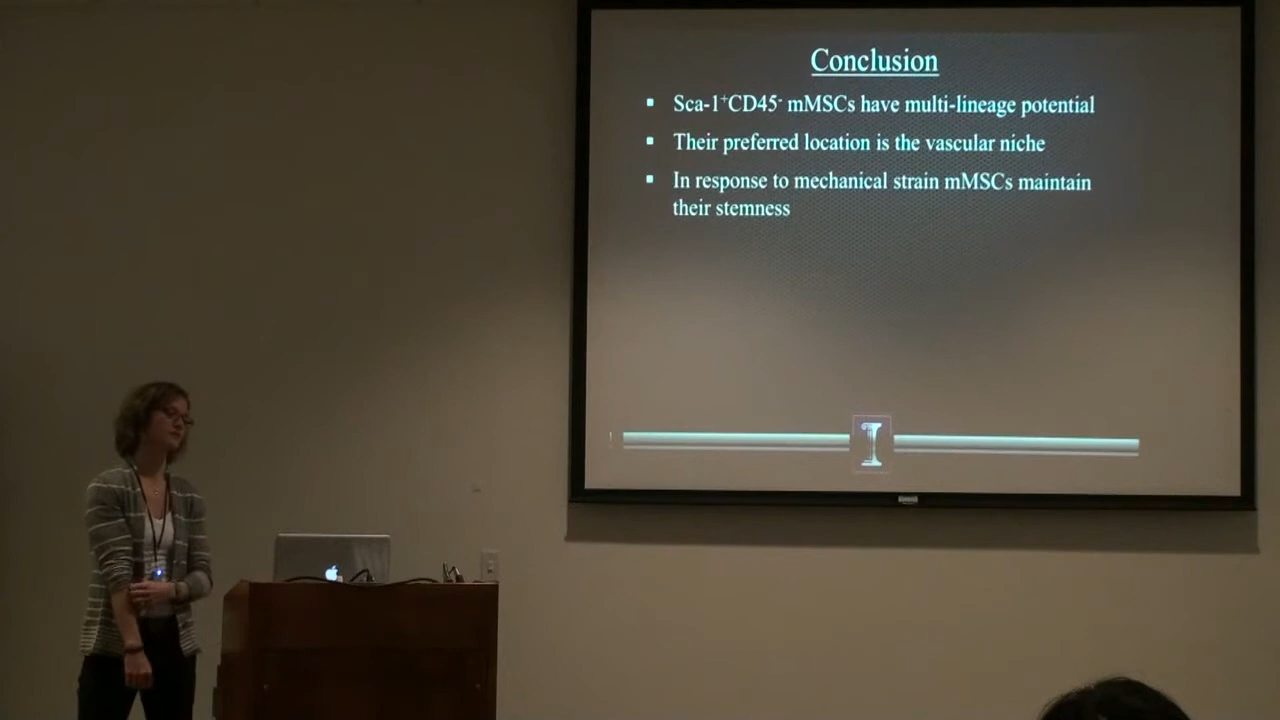 Conclusion
Sca-1⁺CD45⁻ mMSCs have multi-lineage potential
Their preferred location is the vascular niche
In response to mechanical strain mMSCs maintain
their stemness
I